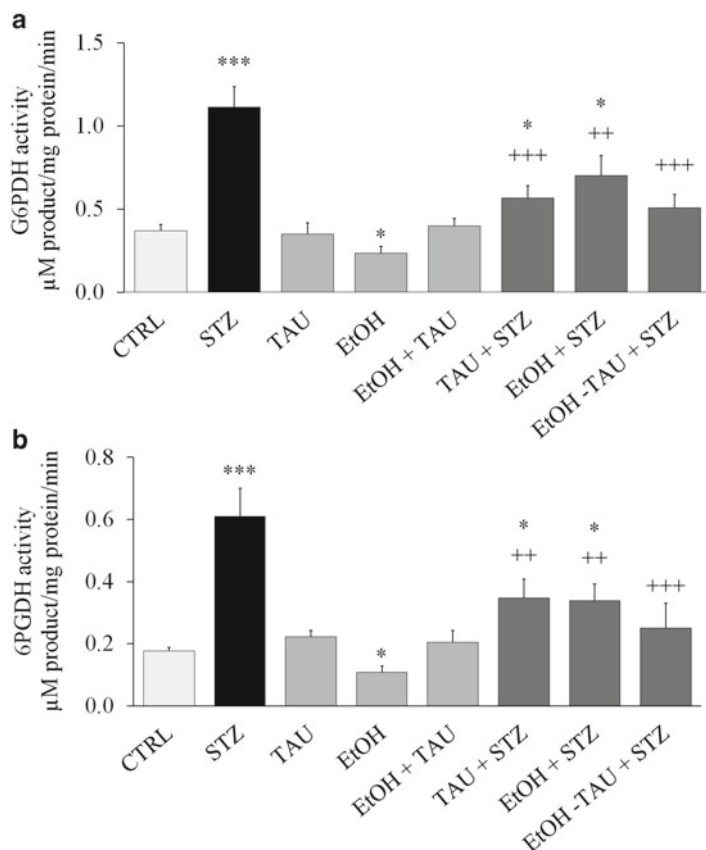 a
G6PDH activity
µM product/mg protein/min
1.5
1.0
0.5
0.0
***
*
*
+++
*
++
+++
CTRL
STZ
TAU
EtOH
EtOH + TAU
TAU + STZ
EtOH + STZ
EtOH -TAU + STZ
b
6PGDH activity
µM product/mg protein/min
0.8
0.6
0.4
0.2
0.0
***
*
*
++
*
++
+++
CTRL
STZ
TAU
EtOH
EtOH + TAU
TAU + STZ
EtOH + STZ
EtOH -TAU + STZ